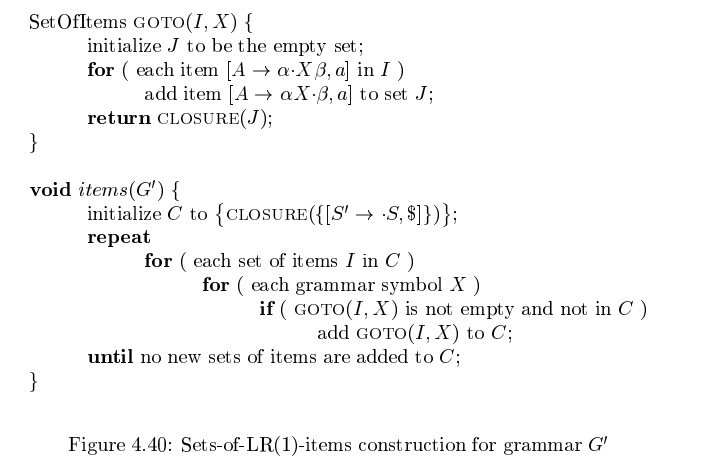 SetOfItems GOTO(I, X) {
initialize J to be the empty set;
for ( each item [A → α·Xβ, a] in I )
add item [A → αX·β, a] to set J;
return CLOSURE(J);
}
void items(G′) {
initialize C to {CLOSURE({[S′ → ·S, $]})};
repeat
for ( each set of items I in C )
for ( each grammar symbol X )
if ( GOTO(I, X) is not empty and not in C )
add GOTO(I, X) to C;
until no new sets of items are added to C;
}
Figure 4.40: Sets-of-LR(1)-items construction for grammar G′